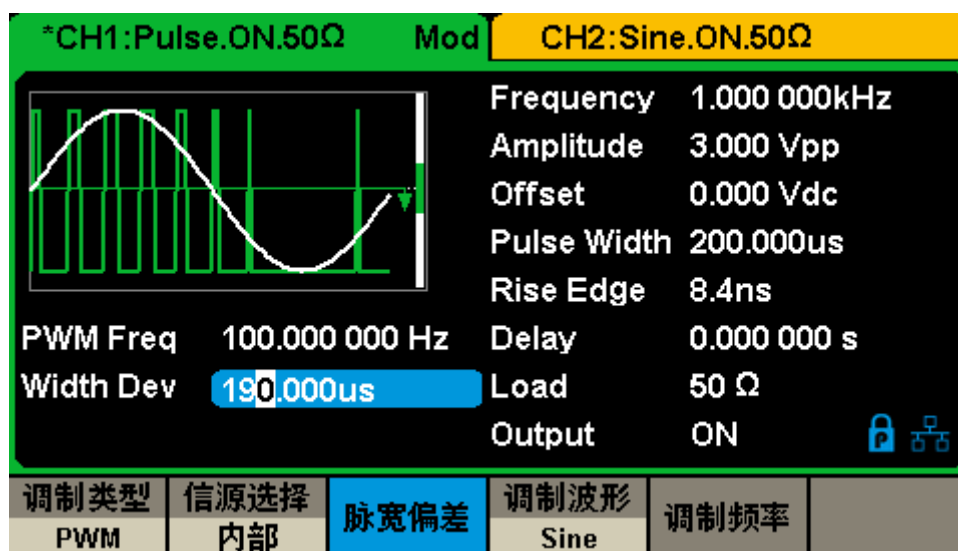 *CH1:Pulse.ON.50Ω Mod CH2:Sine.ON.50Ω
Frequency 1.000 000kHz
Amplitude 3.000 Vpp
Offset 0.000 Vdc
Pulse Width 200.000us
Rise Edge 8.4ns
PWM Freq 100.000 000 Hz Delay 0.000 000 s
Width Dev 190.000us Load 50 Ω
Output ON P
调制类型 信源选择 脉宽偏差 调制波形 调制频率
PWM 内部 Sine